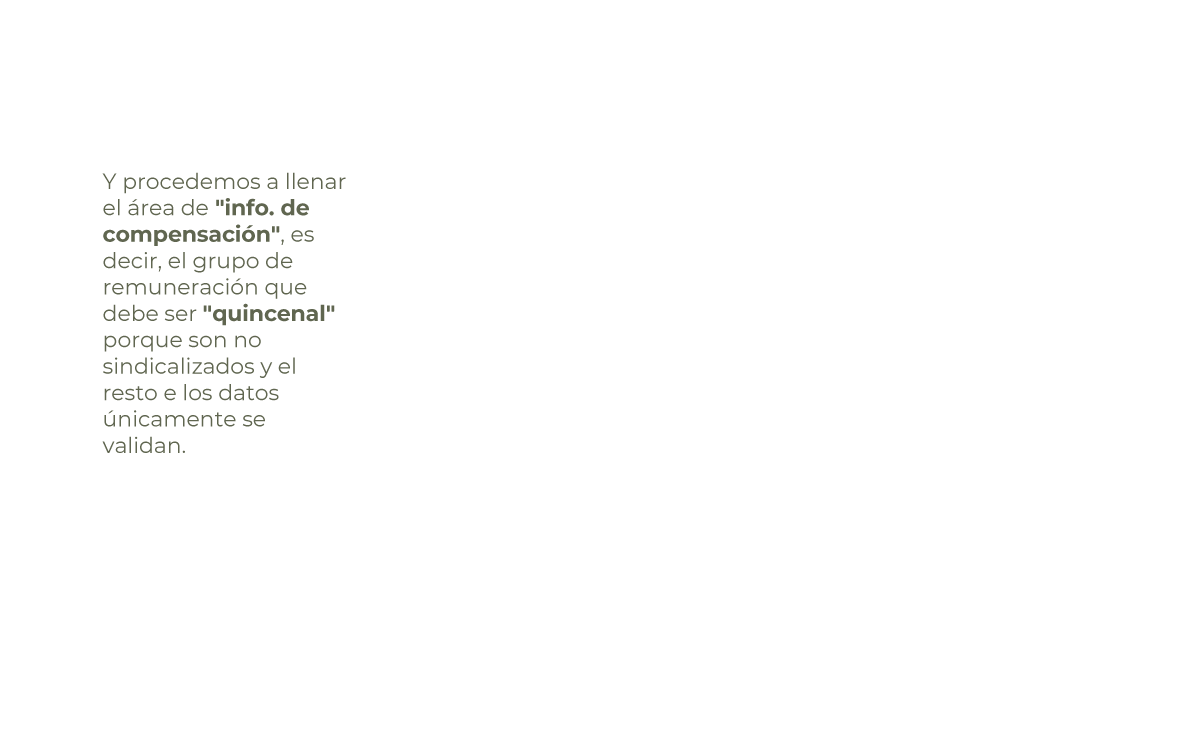 Y procedemos a llenar
el área de "info. de
compensación", es
decir, el grupo de
remuneración que
debe ser "quincenal"
porque son no
sindicalizados y el
resto e los datos
únicamente se
validan.